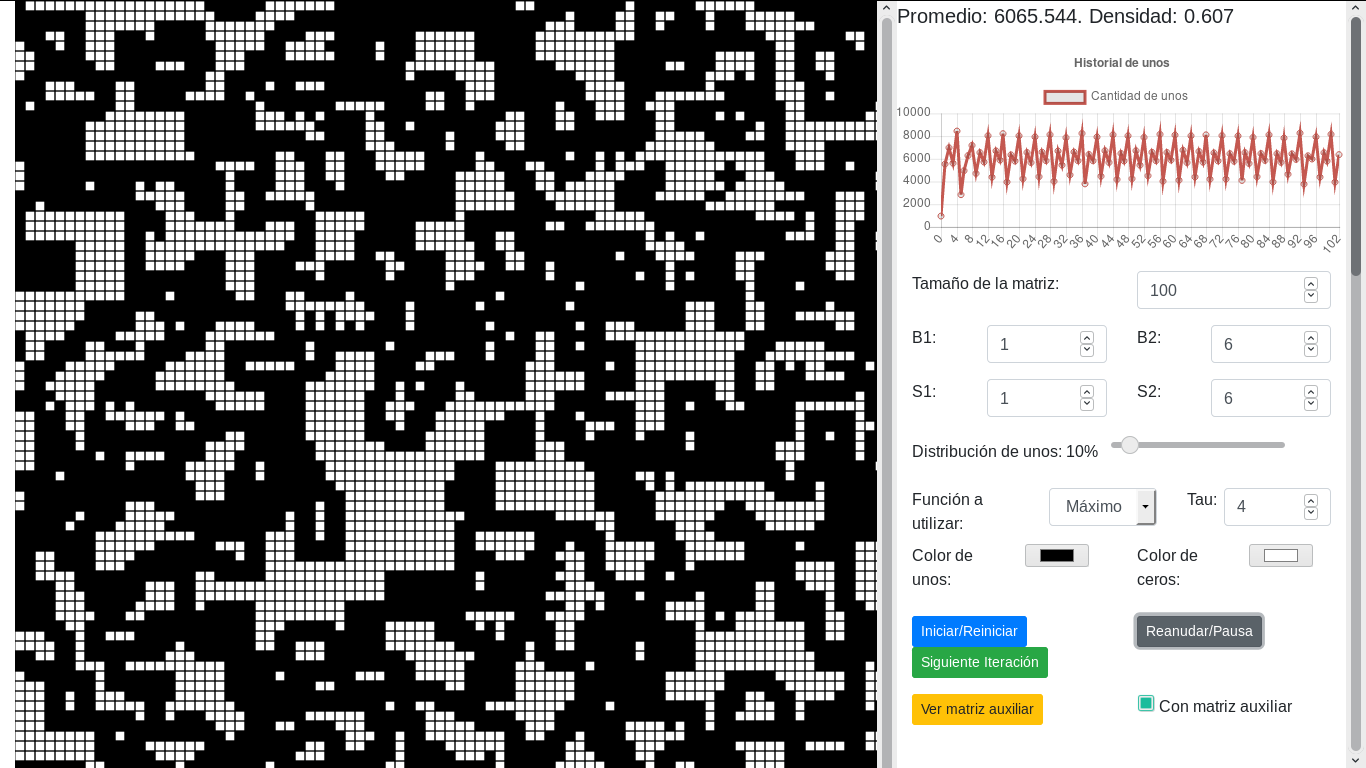 Promedio: 6065.544. Densidad: 0.607
Historial de unos
Cantidad de unos
10000
8000
6000
4000
2000
0
0 4 8 12 16 20 24 28 32 36 40 44 48 52 56 60 64 68 72 76 80 84 88 92 96 102
Tamaño de la matriz: 100
B1: 1 B2: 6
S1: 1 S2: 6
Distribución de unos: 10%
Función a utilizar: Máximo Tau: 4
Color de unos: Color de ceros:
Iniciar/Reiniciar Reanudar/Pausa
Siguiente Iteración
Ver matriz auxiliar Con matriz auxiliar